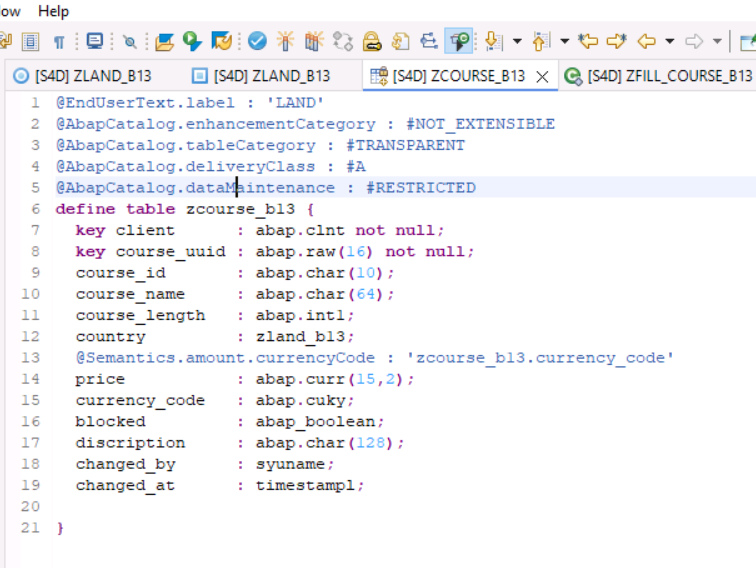 ow Help
[S4D] ZLAND_B13 [S4D] ZLAND_B13 [S4D] ZCOURSE_B13 [S4D] ZFILL_COURSE_B13
1 @EndUserText.label : 'LAND'
2 @AbapCatalog.enhancementCategory : #NOT_EXTENSIBLE
3 @AbapCatalog.tableCategory : #TRANSPARENT
4 @AbapCatalog.deliveryClass : #A
5 @AbapCatalog.dataMaintenance : #RESTRICTED
6 define table zcourse_b13 {
7 key client : abap.clnt not null;
8 key course_uuid : abap.raw(16) not null;
9 course_id : abap.char(10);
10 course_name : abap.char(64);
11 course_length : abap.int1;
12 country : zland_b13;
13 @Semantics.amount.currencyCode : 'zcourse_b13.currency_code'
14 price : abap.curr(15,2);
15 currency_code : abap.cuky;
16 blocked : abap_boolean;
17 discription : abap.char(128);
18 changed_by : syuname;
19 changed_at : timestampl;
20
21 }